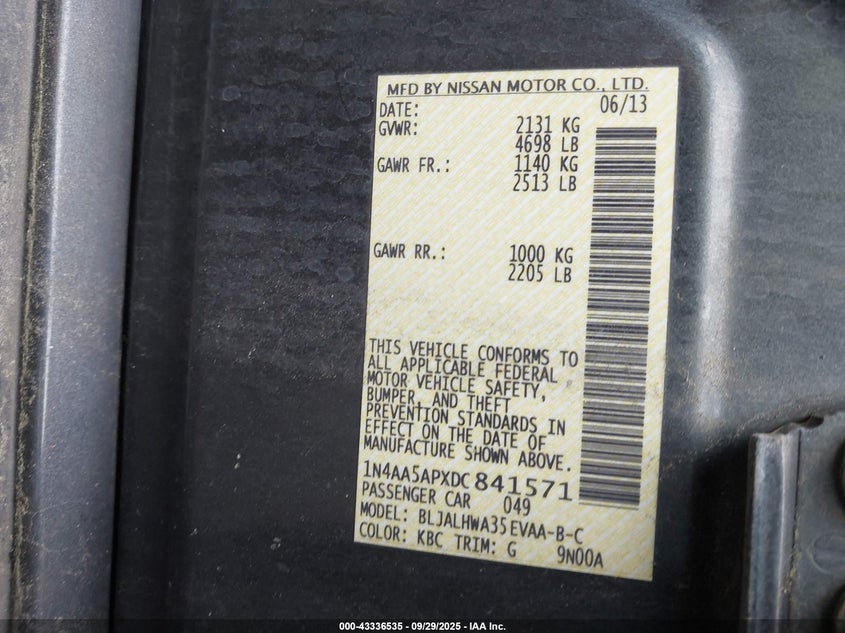 MFD BY NISSAN MOTOR CO., LTD.
DATE: 06/13
GVWR: 2131 KG
4698 LB
GAWR FR.: 1140 KG
2513 LB
GAWR RR.: 1000 KG
2205 LB
THIS VEHICLE CONFORMS TO
ALL APPLICABLE FEDERAL
MOTOR VEHICLE SAFETY,
BUMPER, AND THEFT
PREVENTION STANDARDS IN
EFFECT ON THE DATE OF
MANUFACTURE SHOWN ABOVE.
1N4AA5APXDC841571
PASSENGER CAR 049
MODEL: BLJALHWA35EVAA-B-C
COLOR: KBC TRIM: G 9N00A
000-43336535 - 09/29/2025 - IAA Inc.